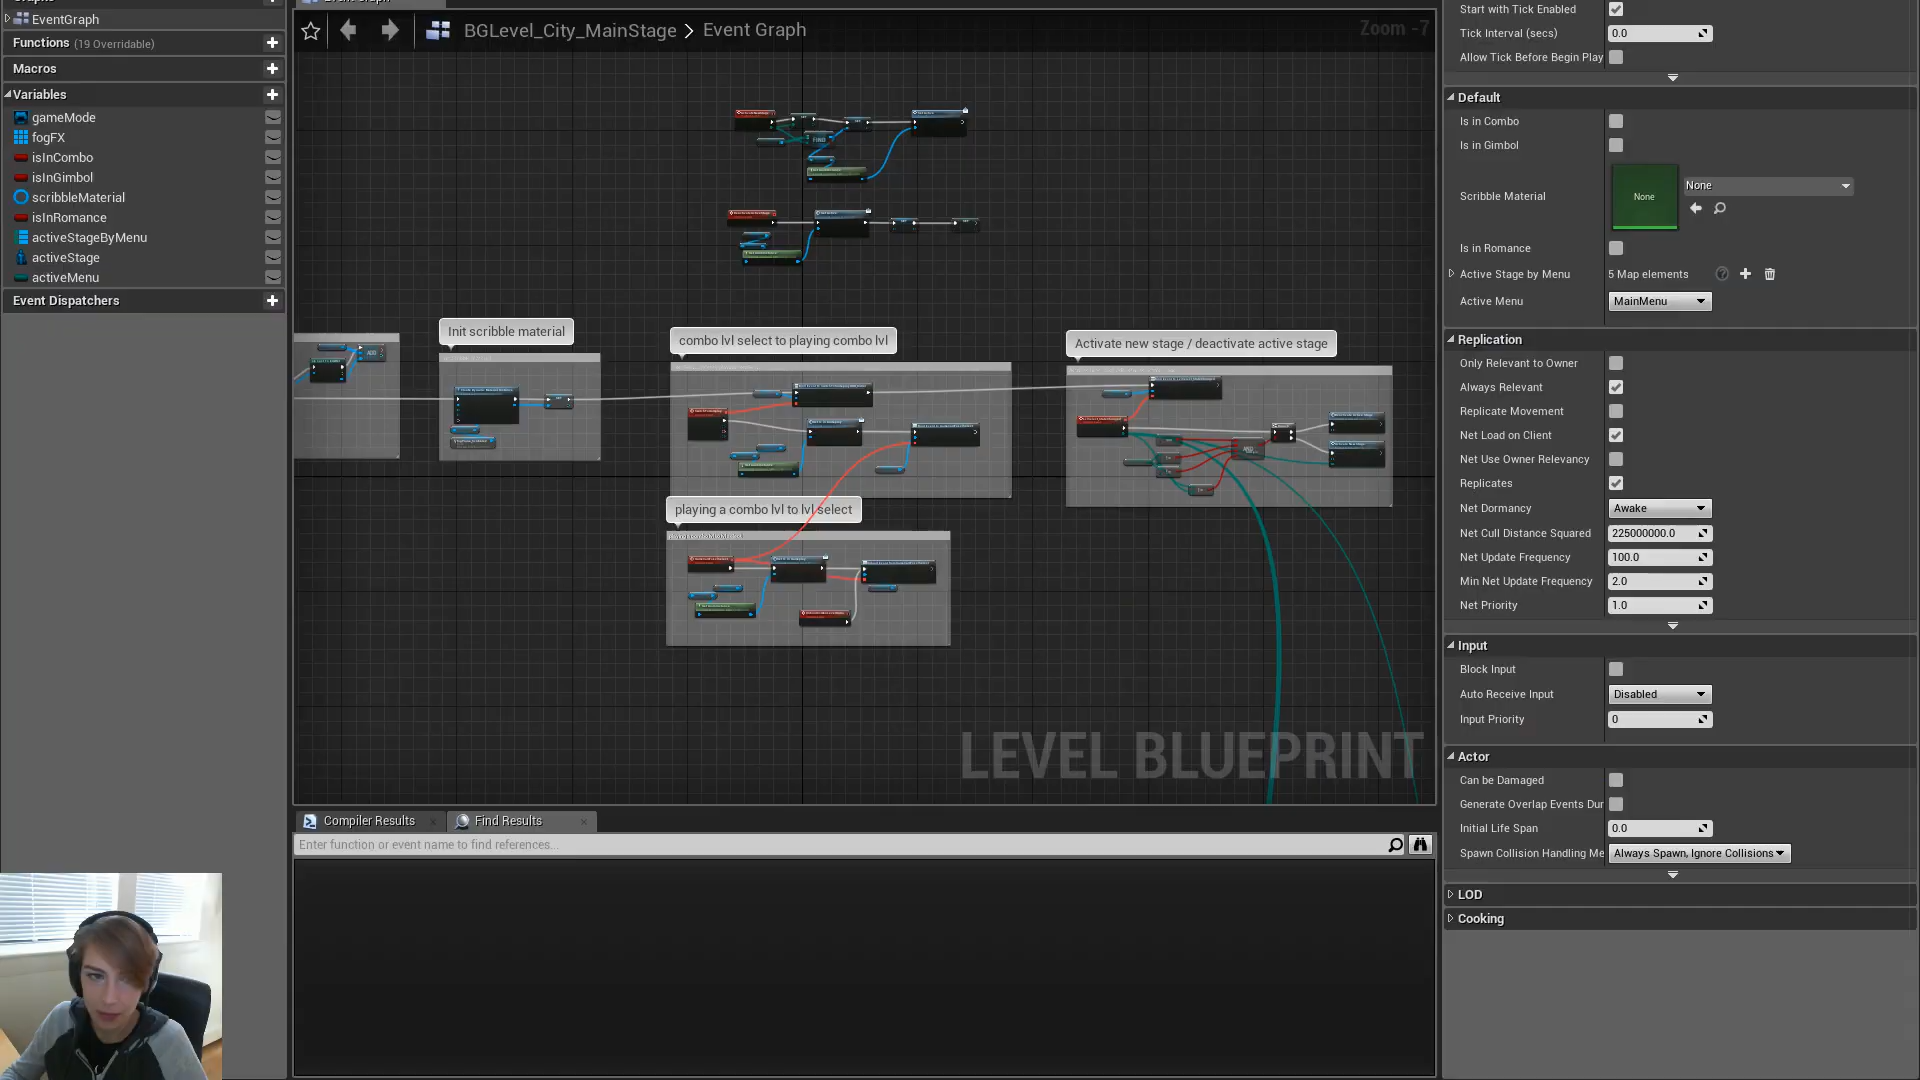 Graphs
EventGraph
Functions (19 Overridable)
Macros
Variables
gameMode
fogFX
isInCombo
isInGimbol
scribbleMaterial
isInRomance
activeStageByMenu
activeStage
activeMenu
Event Dispatchers
BGLevel_City_MainStage > Event Graph
Zoom -7
FIND
ADD
Init scribble material
combo lvl select to playing combo lvl
Activate new stage / deactivate active stage
playing a combo lvl to lvl select
LEVEL BLUEPRINT
Compiler Results
Find Results
Enter function or event name to find references...
Start with Tick Enabled
Tick Interval (secs) 0.0
Allow Tick Before Begin Play
Default
Is in Combo
Is in Gimbol
Scribble Material None None
Is in Romance
Active Stage by Menu 5 Map elements
Active Menu MainMenu
Replication
Only Relevant to Owner
Always Relevant
Replicate Movement
Net Load on Client
Net Use Owner Relevancy
Replicates
Net Dormancy Awake
Net Cull Distance Squared 225000000.0
Net Update Frequency 100.0
Min Net Update Frequency 2.0
Net Priority 1.0
Input
Block Input
Auto Receive Input Disabled
Input Priority 0
Actor
Can be Damaged
Generate Overlap Events Dur
Initial Life Span 0.0
Spawn Collision Handling Me Always Spawn, Ignore Collisions
LOD
Cooking